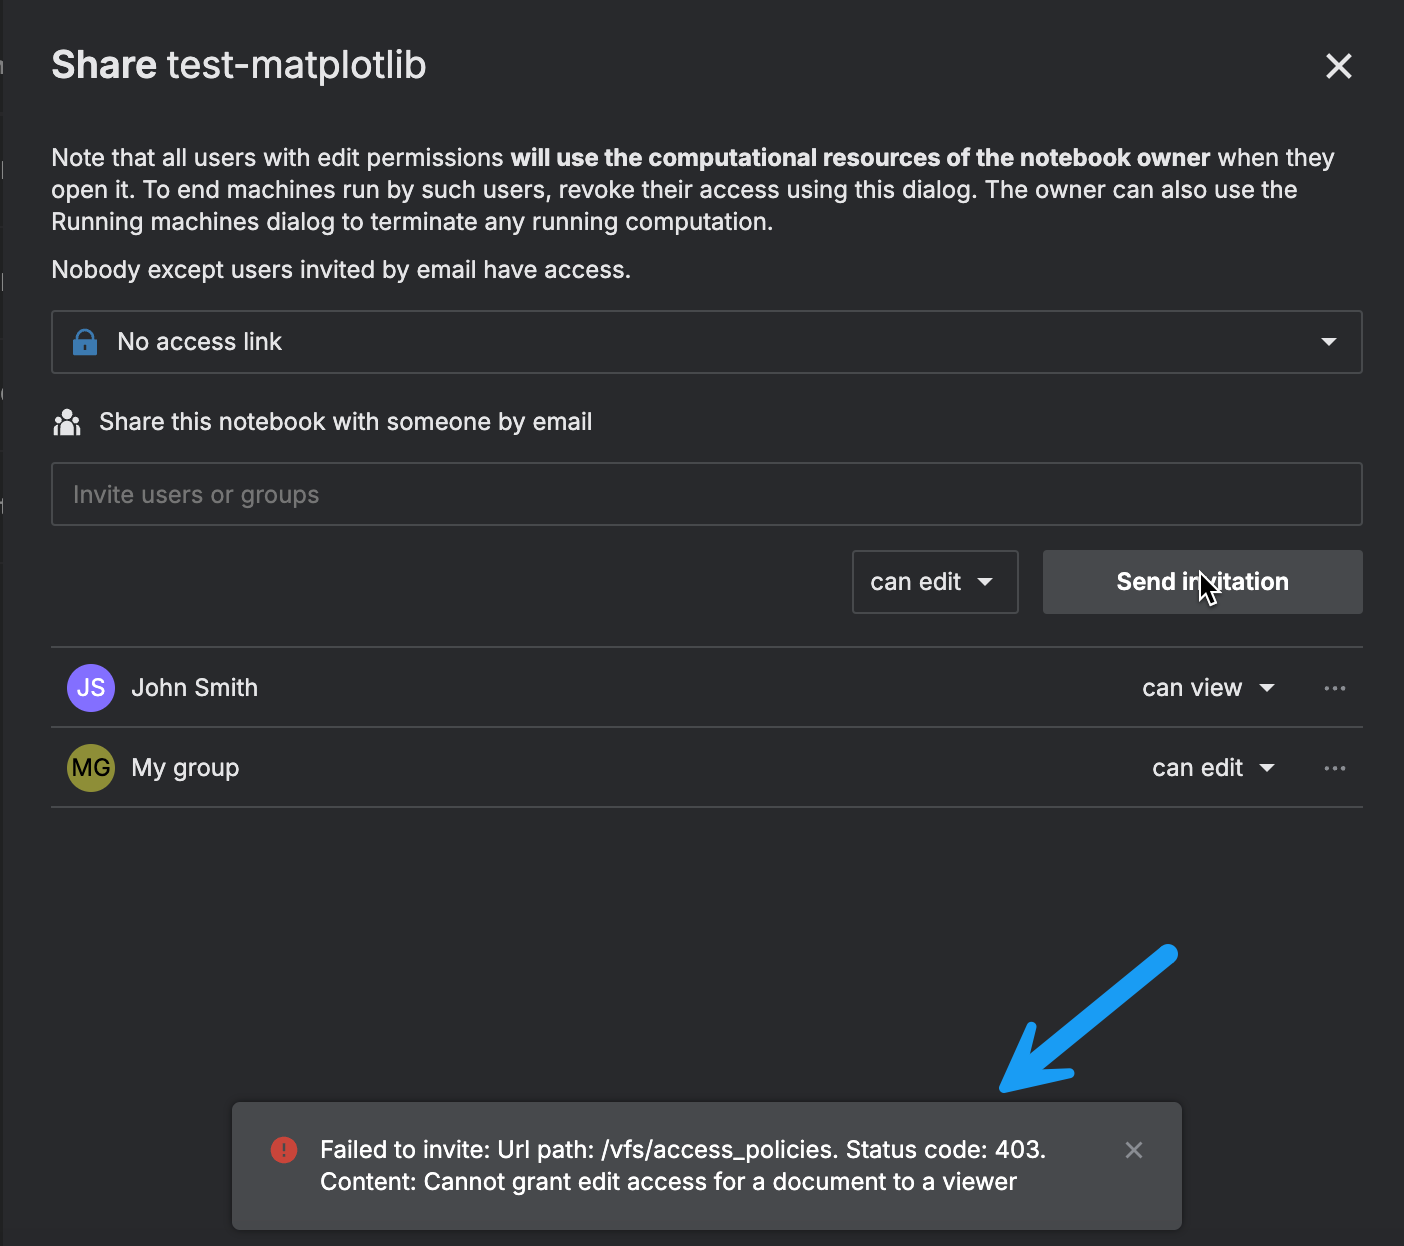 Share test-matplotlib
Note that all users with edit permissions will use the computational resources of the notebook owner when they
open it. To end machines run by such users, revoke their access using this dialog. The owner can also use the
Running machines dialog to terminate any running computation.
Nobody except users invited by email have access.
No access link
Share this notebook with someone by email
Invite users or groups
can edit
Send invitation
JS John Smith can view
MG My group can edit
Failed to invite: Url path: /vfs/access_policies. Status code: 403.
Content: Cannot grant edit access for a document to a viewer